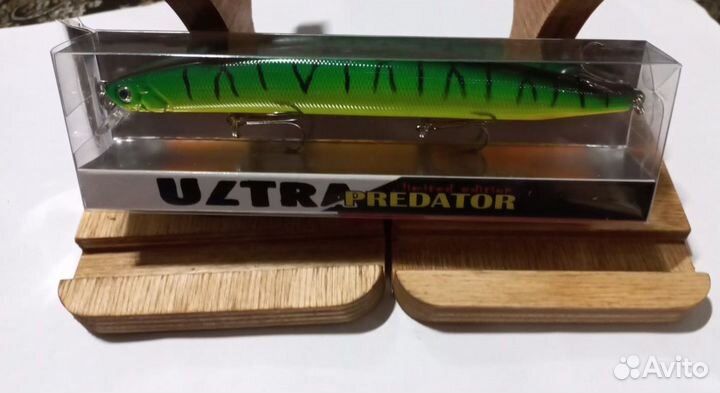 ULTRA
limited edition
PREDATOR
Avito